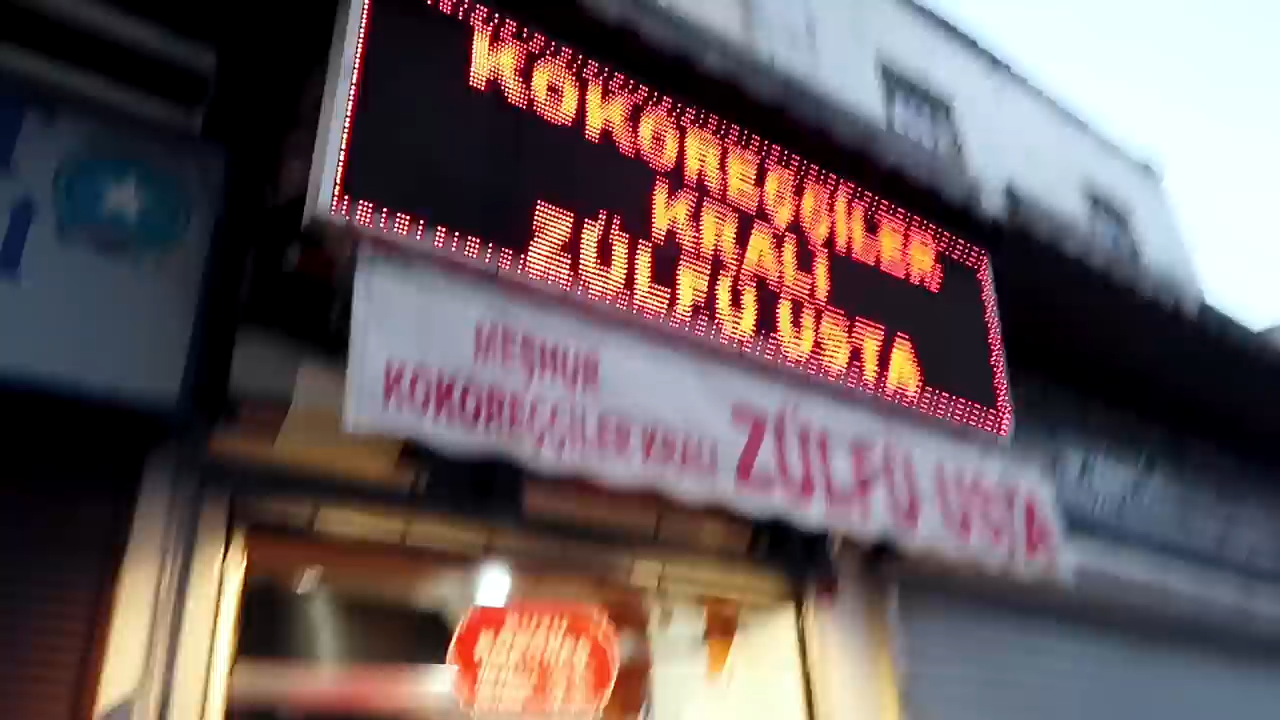 KOKOREÇÇİLER
KRALI
ZÜLFÜ USTA
MEŞHUR
KOKOREÇÇİLER KRALI
ZÜLFÜ USTA